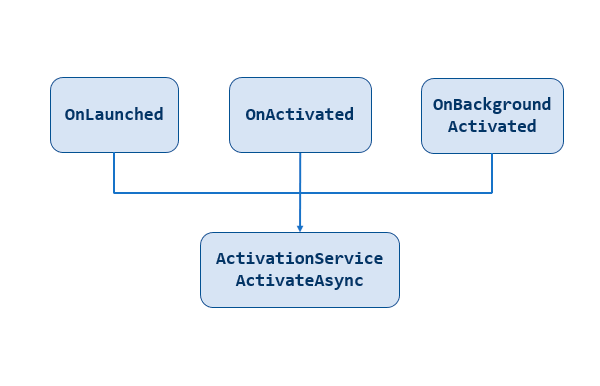 OnLaunched
OnActivated
OnBackground
Activated
ActivationService
ActivateAsync